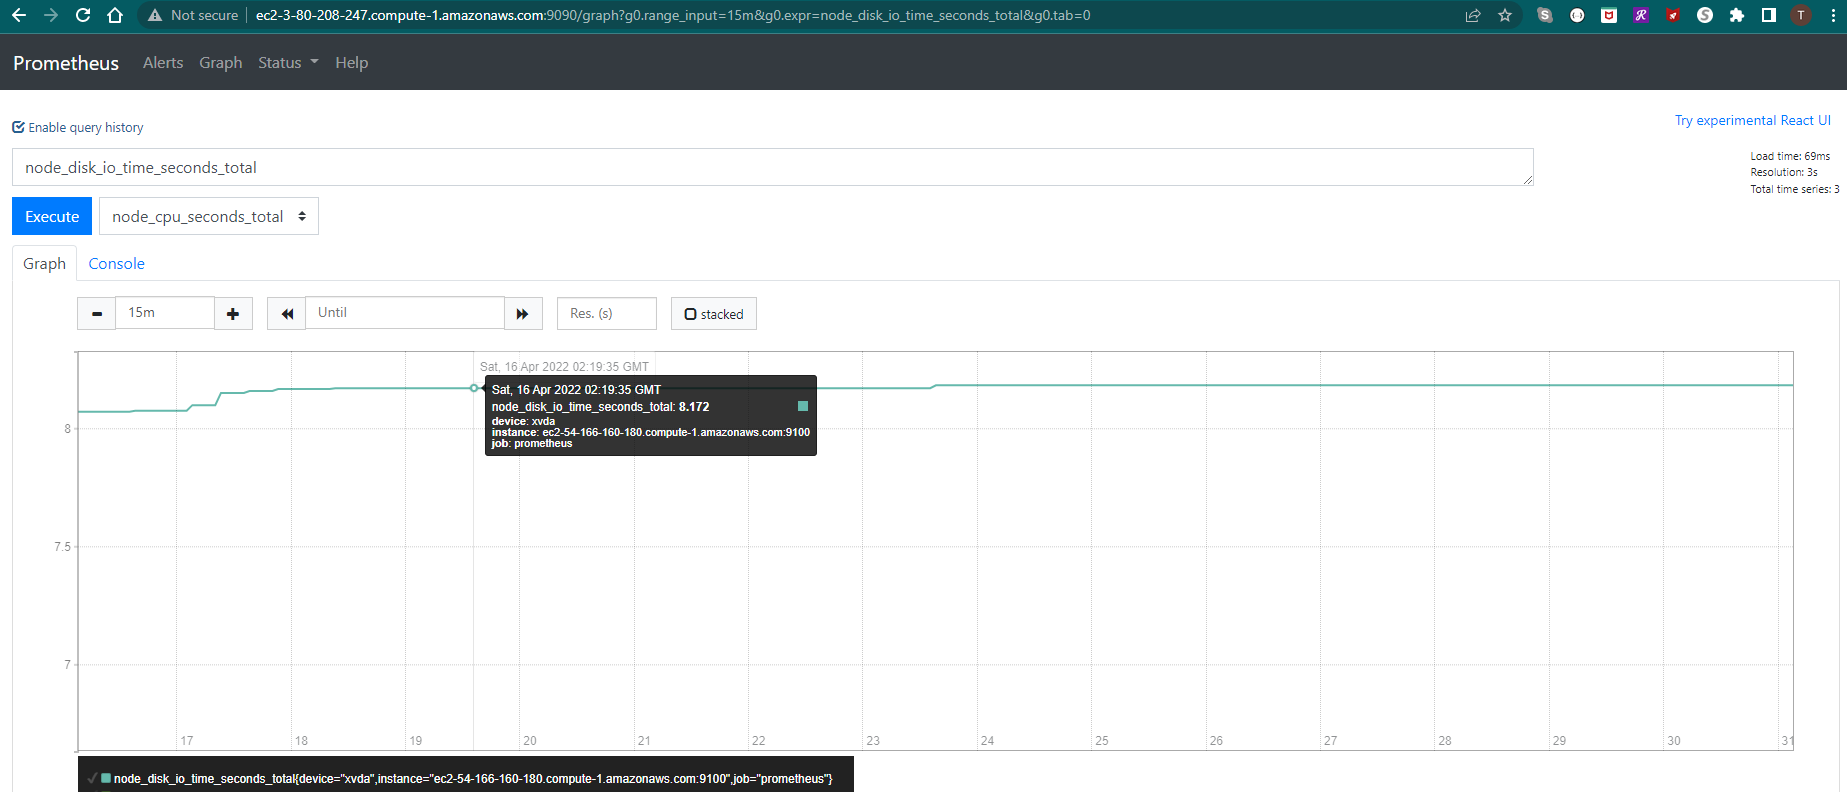 Not secure ec2-3-80-208-247.compute-1.amazonaws.com:9090/graph?g0.range_input=15m&g0.expr=node_disk_io_time_seconds_total&g0.tab=0
T
Prometheus Alerts Graph Status Help
Enable query history
Try experimental React UI
node_disk_io_time_seconds_total
Load time: 69ms
Resolution: 3s
Total time series: 3
Execute node_cpu_seconds_total
Graph Console
15m Until Res. (s) stacked
Sat, 16 Apr 2022 02:19:35 GMT
Sat, 16 Apr 2022 02:19:35 GMT
node_disk_io_time_seconds_total: 8.172
device: xvda
instance: ec2-54-166-160-180.compute-1.amazonaws.com:9100
job: prometheus
8
7.5
7
17 18 19 20 21 22 23 24 25 26 27 28 29 30 31
node_disk_io_time_seconds_total{device="xvda",instance="ec2-54-166-160-180.compute-1.amazonaws.com:9100",job="prometheus"}